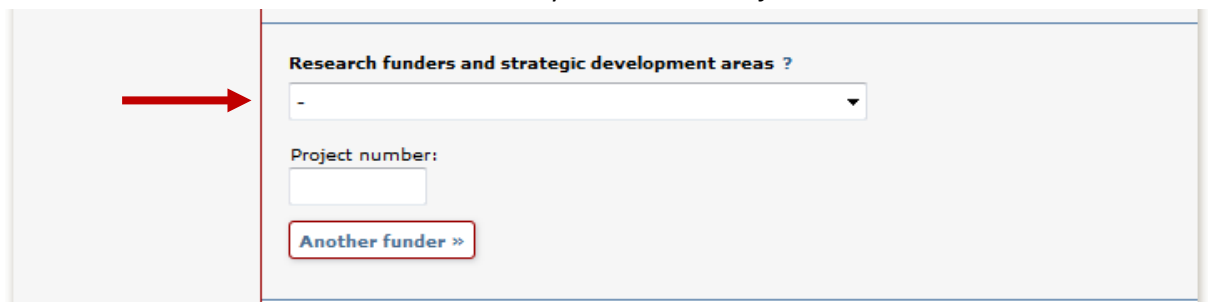 Research funders and strategic development areas ?
-
Project number:
Another funder »